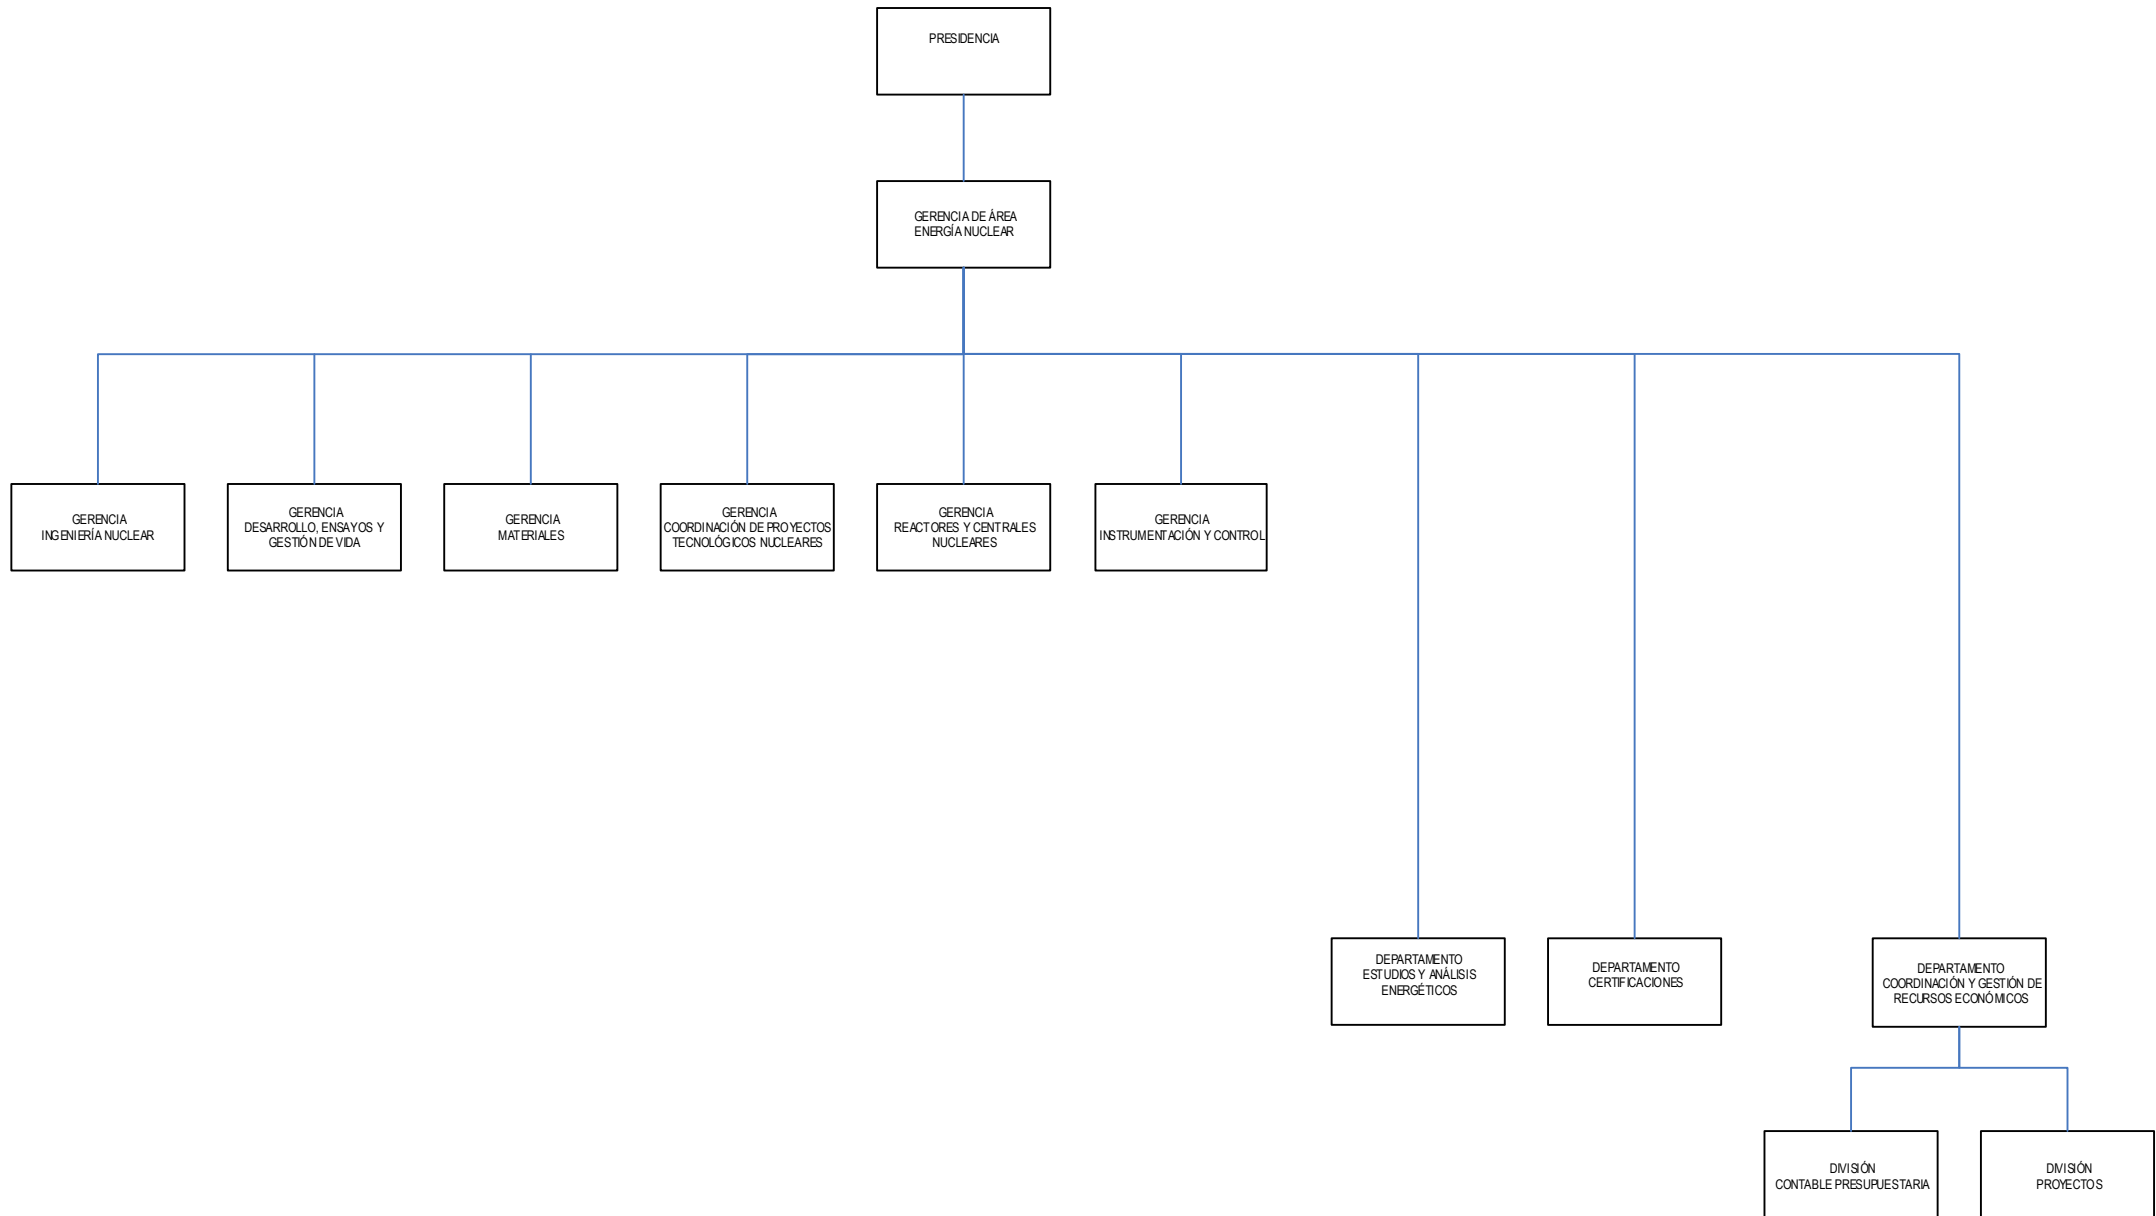 PRESIDENCIA
GERENCIA DE ÁREA
ENERGÍA NUCLEAR
GERENCIA
INGENIERÍA NUCLEAR
GERENCIA
DESARROLLO, ENSAYOS Y
GESTIÓN DE VIDA
GERENCIA
MATERIALES
GERENCIA
COORDINACIÓN DE PROYECTOS
TECNOLÓGICOS NUCLEARES
GERENCIA
REACTORES Y CENTRALES
NUCLEARES
GERENCIA
INSTRUMENTACIÓN Y CONTROL
DEPARTAMENTO
ESTUDIOS Y ANÁLISIS
ENERGÉTICOS
DEPARTAMENTO
CERTIFICACIONES
DEPARTAMENTO
COORDINACIÓN Y GESTIÓN DE
RECURSOS ECONÓMICOS
DIVISIÓN
CONTABLE PRESUPUESTARIA
DIVISIÓN
PROYECTOS